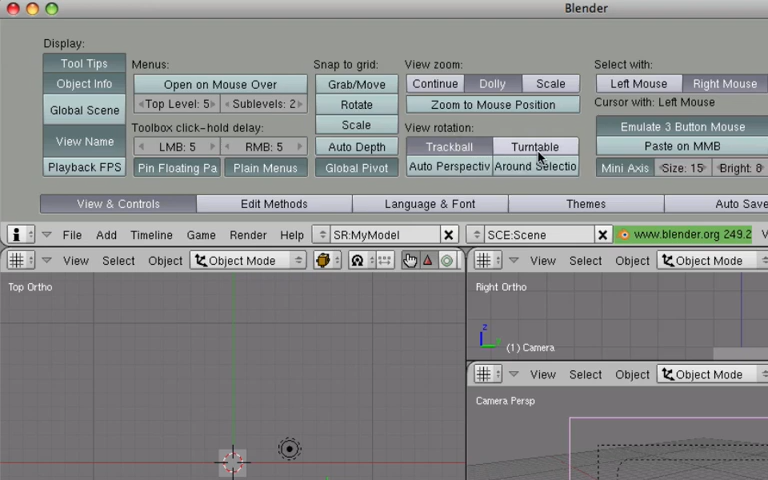 Blender
Display:
Tool Tips
Object Info
Global Scene
View Name
Playback FPS
Menus:
Open on Mouse Over
Top Level: 5
Sublevels: 2
Toolbox click-hold delay:
LMB: 5
RMB: 5
Pin Floating Pa
Plain Menus
Snap to grid:
Grab/Move
Rotate
Scale
Auto Depth
Global Pivot
View zoom:
Continue Dolly Scale
Zoom to Mouse Position
View rotation:
Trackball Turntable
Auto Perspectiv Around Selectio
Select with:
Left Mouse Right Mouse
Cursor with: Left Mouse
Emulate 3 Button Mouse
Paste on MMB
Mini Axis Size: 15 Bright: 8
View & Controls Edit Methods Language & Font Themes Auto Save
File Add Timeline Game Render Help SR:MyModel SCE:Scene www.blender.org 249.2 V
View Select Object Object Mode
Top Ortho
View Select Object Object Mode
Right Ortho
z
(1) Camera
View Select Object Object Mode
Camera Persp